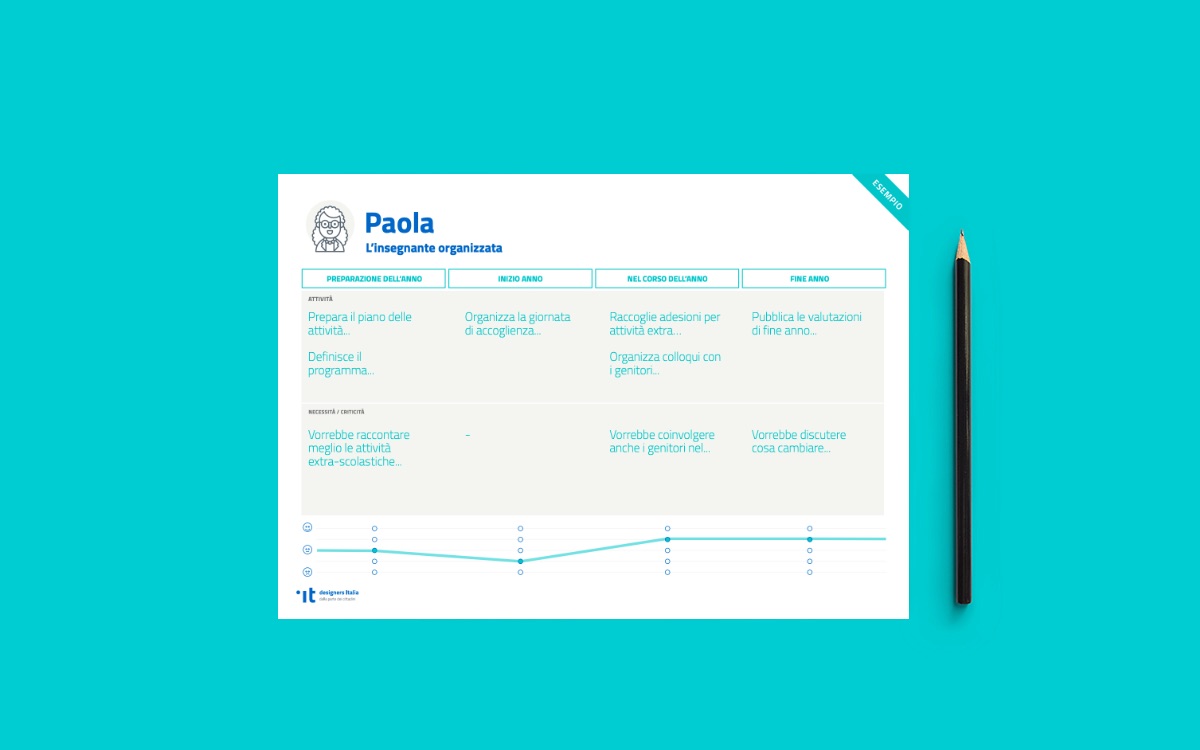 ESEMPIO
Paola
L'insegnante organizzata
PREPARAZIONE DELL'ANNO
INIZIO ANNO
NEL CORSO DELL'ANNO
FINE ANNO
ATTIVITÀ
Prepara il piano delle
attività...
Definisce il
programma...
Organizza la giornata
di accoglienza...
Raccoglie adesioni per
attività extra...
Organizza colloqui con
i genitori...
Pubblica le valutazioni
di fine anno...
NECESSITÀ / CRITICITÀ
Vorrebbe raccontare
meglio le attività
extra-scolastiche...
-
Vorrebbe coinvolgere
anche i genitori nel...
Vorrebbe discutere
cosa cambiare...
it
designers italia